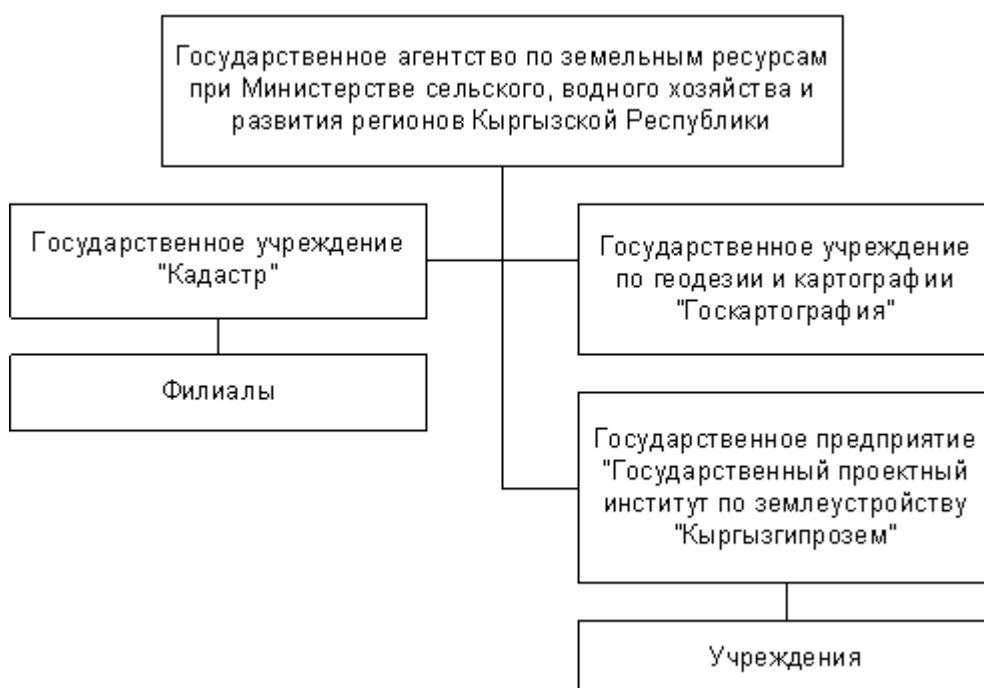 Государственное агентство по земельным ресурсам
при Министерстве сельского, водного хозяйства и
развития регионов Кыргызской Республики
Государственное учреждение
"Кадастр"
Филиалы
Государственное учреждение
по геодезии и картографии
"Госкартография"
Государственное предприятие
"Государственный проектный
институт по землеустройству
"Кыргызгипрозем"
Учреждения